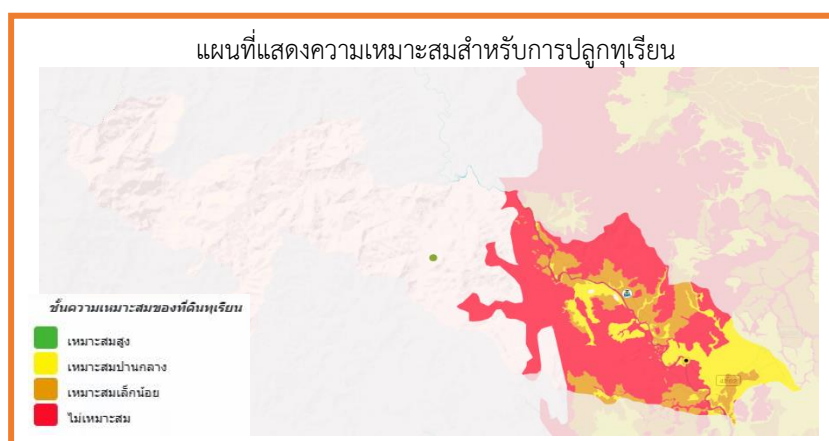 แผนที่แสดงความเหมาะสมสำหรับการปลูกทุเรียน
ชั้นความเหมาะสมของที่ดินทุเรียน
เหมาะสมสูง
เหมาะสมปานกลาง
เหมาะสมเล็กน้อย
ไม่เหมาะสม